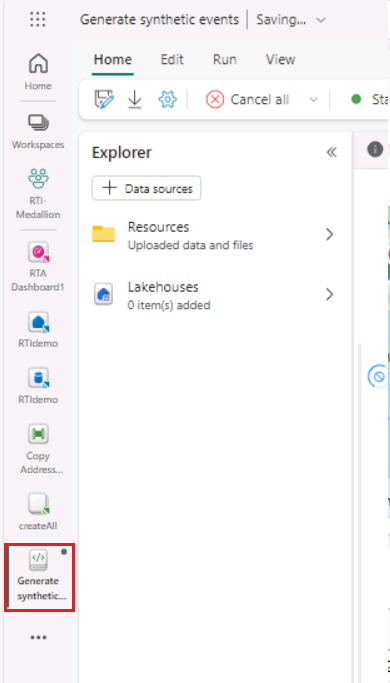 Generate synthetic events
Saving...
Home
Edit
Run
View
Cancel all
Sta
Home
Workspaces
RTI-
Medallion
RTA
Dashboard1
RTIdemo
RTIdemo
Copy
Address...
createAll
Generate
synthetic...
Explorer
Data sources
Resources
Uploaded data and files
Lakehouses
0 item(s) added